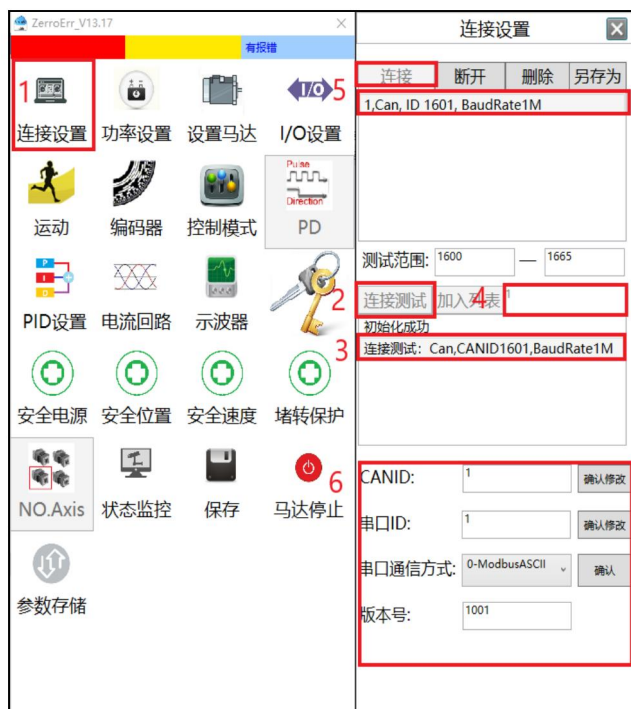 ZerroErr_V13.17
有报错
1
连接设置
功率设置
设置马达
I/O
5
I/O设置
运动
编码器
控制模式
Pulse
Direction
PD
P
I
D
PID设置
电流回路
示波器
2
3
安全电源
安全位置
安全速度
堵转保护
NO.Axis
状态监控
保存
6
马达停止
参数存储
连接设置
连接 断开 删除 另存为
1,Can, ID 1601, BaudRate1M
测试范围: 1600 — 1665
连接测试 加入列表 4 1
初始化成功
连接测试: Can,CANID1601,BaudRate1M
CANID: 1 确认修改
串口ID: 1 确认修改
串口通信方式: 0-ModbusASCII 确认
版本号: 1001